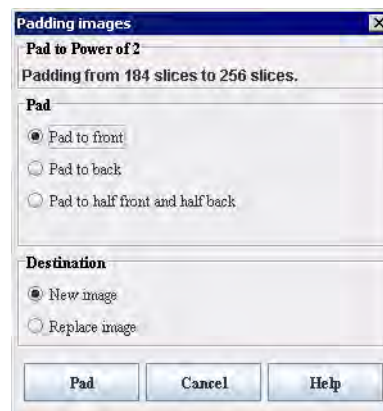 Padding images
Pad to Power of 2
Padding from 184 slices to 256 slices.
Pad
Pad to front
Pad to back
Pad to half front and half back
Destination
New image
Replace image
Pad Cancel Help